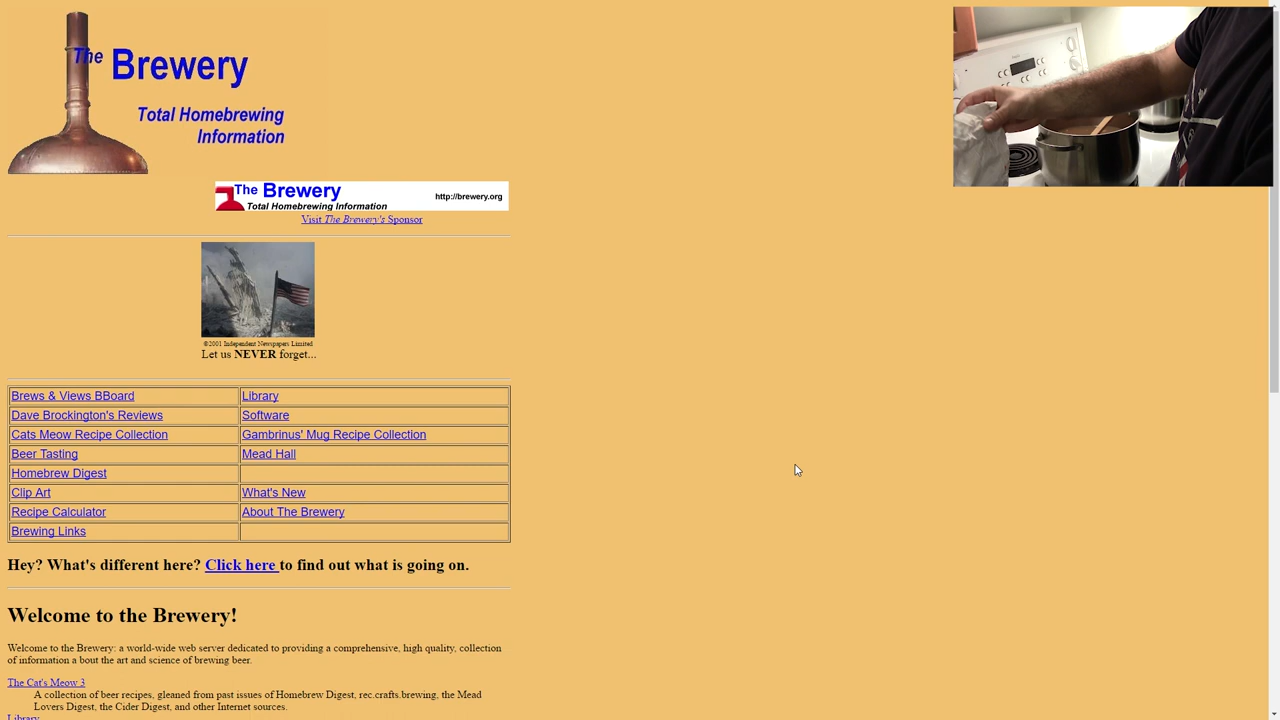 The Brewery
Total Homebrewing
Information
The Brewery
Total Homebrewing Information
http://brewery.org
Visit The Brewery's Sponsor
©2001 Independent Newspapers Limited
Let us NEVER forget...
Brews & Views BBoard
Library
Dave Brockington's Reviews
Software
Cats Meow Recipe Collection
Gambrinus' Mug Recipe Collection
Beer Tasting
Mead Hall
Homebrew Digest
Clip Art
What's New
Recipe Calculator
About The Brewery
Brewing Links
Hey? What's different here? Click here to find out what is going on.
Welcome to the Brewery!
Welcome to the Brewery: a world-wide web server dedicated to providing a comprehensive, high quality, collection
of information a bout the art and science of brewing beer.
The Cat's Meow 3
A collection of beer recipes, gleaned from past issues of Homebrew Digest, rec.crafts.brewing, the Mead
Lovers Digest, the Cider Digest, and other Internet sources.
Library